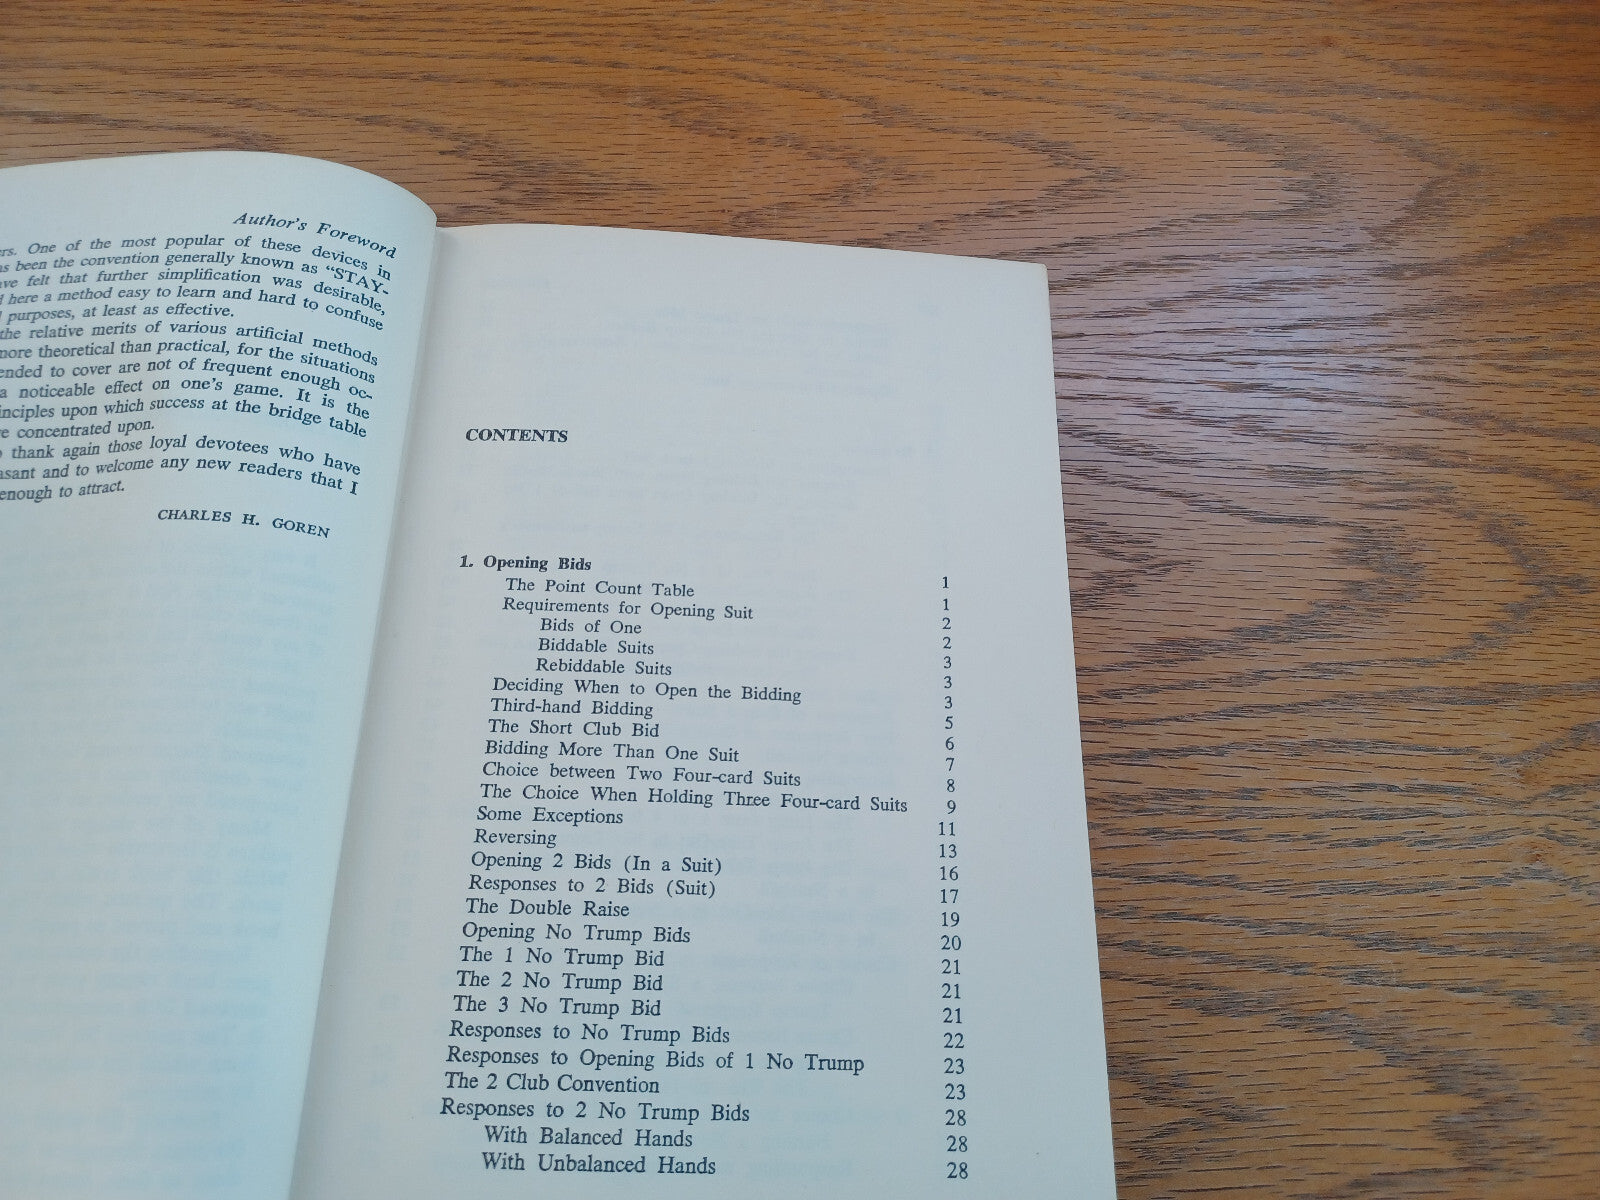 Author's Foreword
One of the most popular of these devices in
been the convention generally known as "STAY-
felt that further simplification was desirable,
here a method easy to learn and hard to confuse
purposes, at least as effective.
the relative merits of various artificial methods
more theoretical than practical, for the situations
ended to cover are not of frequent enough oc-
a noticeable effect on one's game. It is the
inciples upon which success at the bridge table
concentrated upon.
thank again those loyal devotees who have
asant and to welcome any new readers that I
enough to attract.
CHARLES H. GOREN
CONTENTS
1. Opening Bids 1
The Point Count Table 1
Requirements for Opening Suit 2
Bids of One 2
Biddable Suits 3
Rebiddable Suits 3
Deciding When to Open the Bidding 3
Third-hand Bidding 5
The Short Club Bid 6
Bidding More Than One Suit 7
Choice between Two Four-card Suits 8
The Choice When Holding Three Four-card Suits 9
Some Exceptions 11
Reversing 13
Opening 2 Bids (In a Suit) 16
Responses to 2 Bids (Suit) 17
The Double Raise 19
Opening No Trump Bids 20
The 1 No Trump Bid 21
The 2 No Trump Bid 21
The 3 No Trump Bid 21
Responses to No Trump Bids 22
Responses to Opening Bids of 1 No Trump 23
The 2 Club Convention 23
Responses to 2 No Trump Bids 28
With Balanced Hands 28
With Unbalanced Hands 28